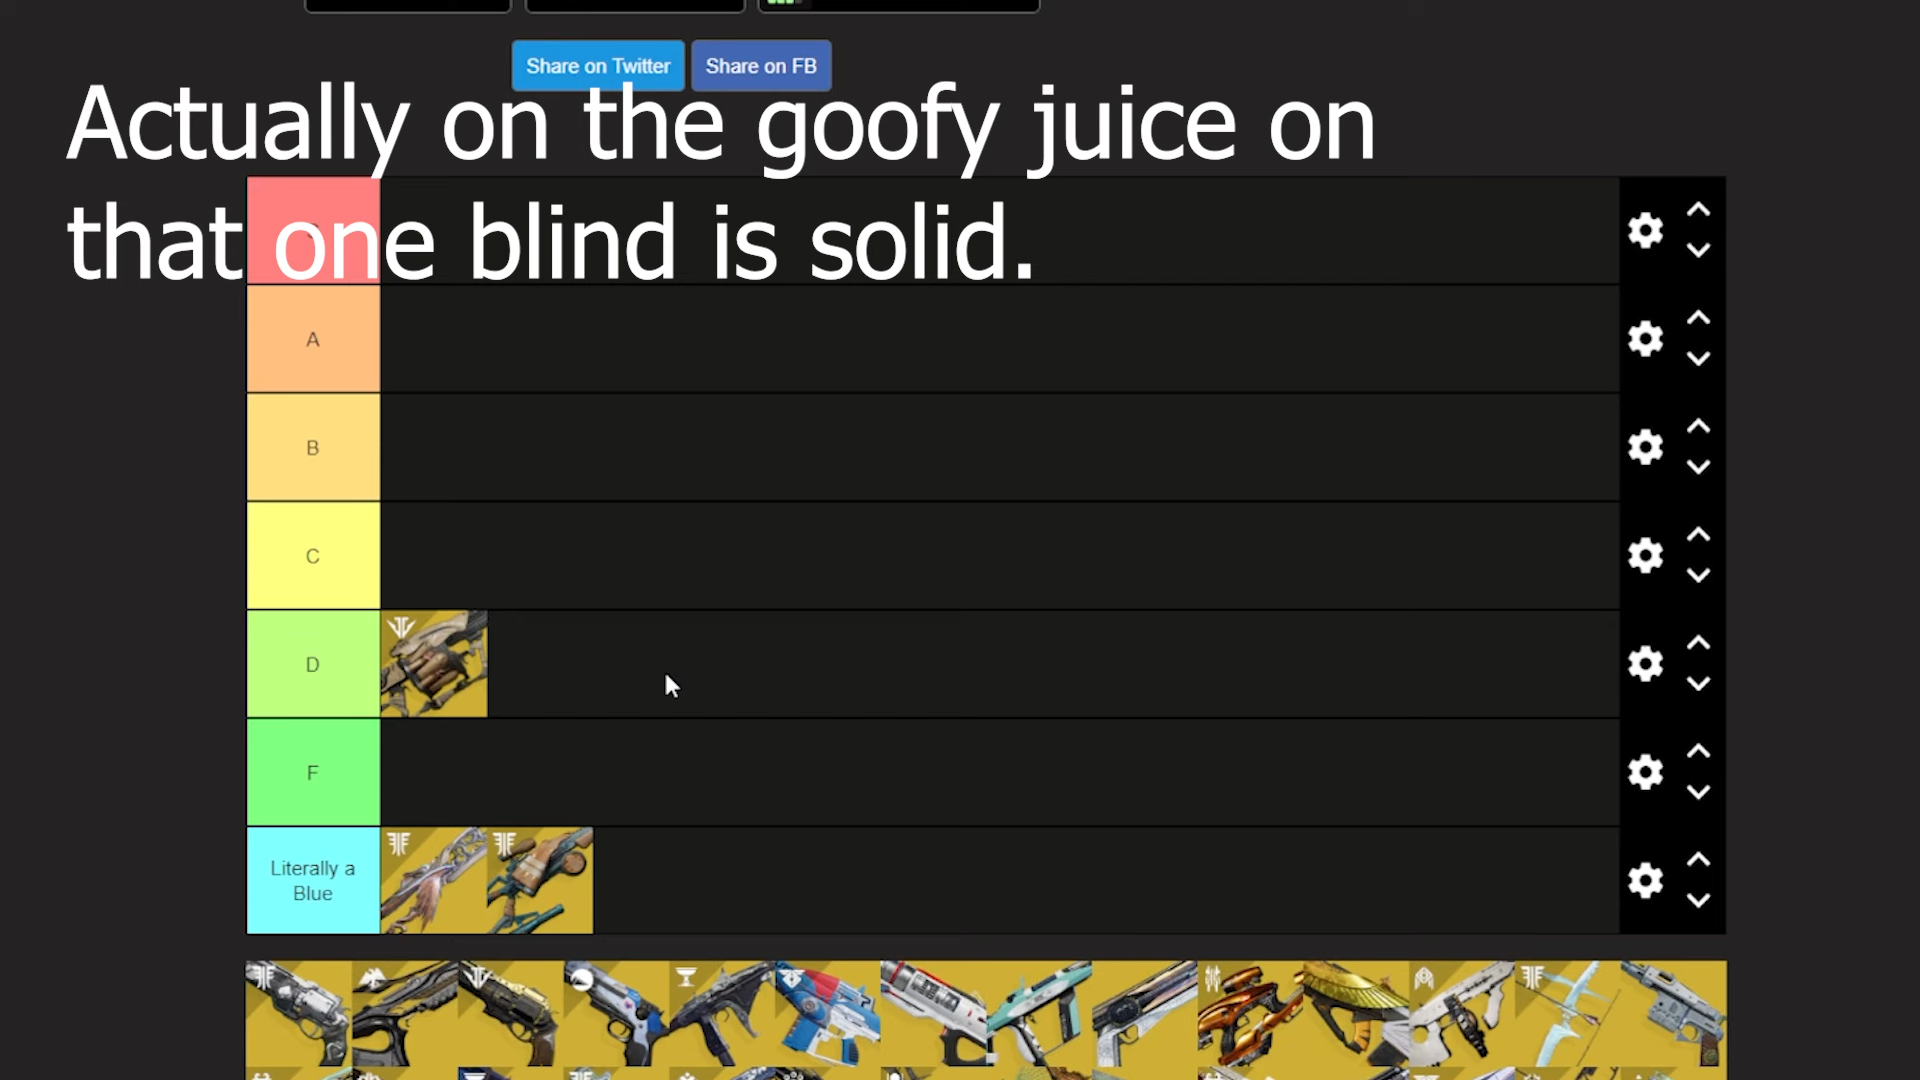 Share on Twitter
Share on FB
Actually on the goofy juice on
that one blind is solid.
A
B
C
D
F
Literally a
Blue